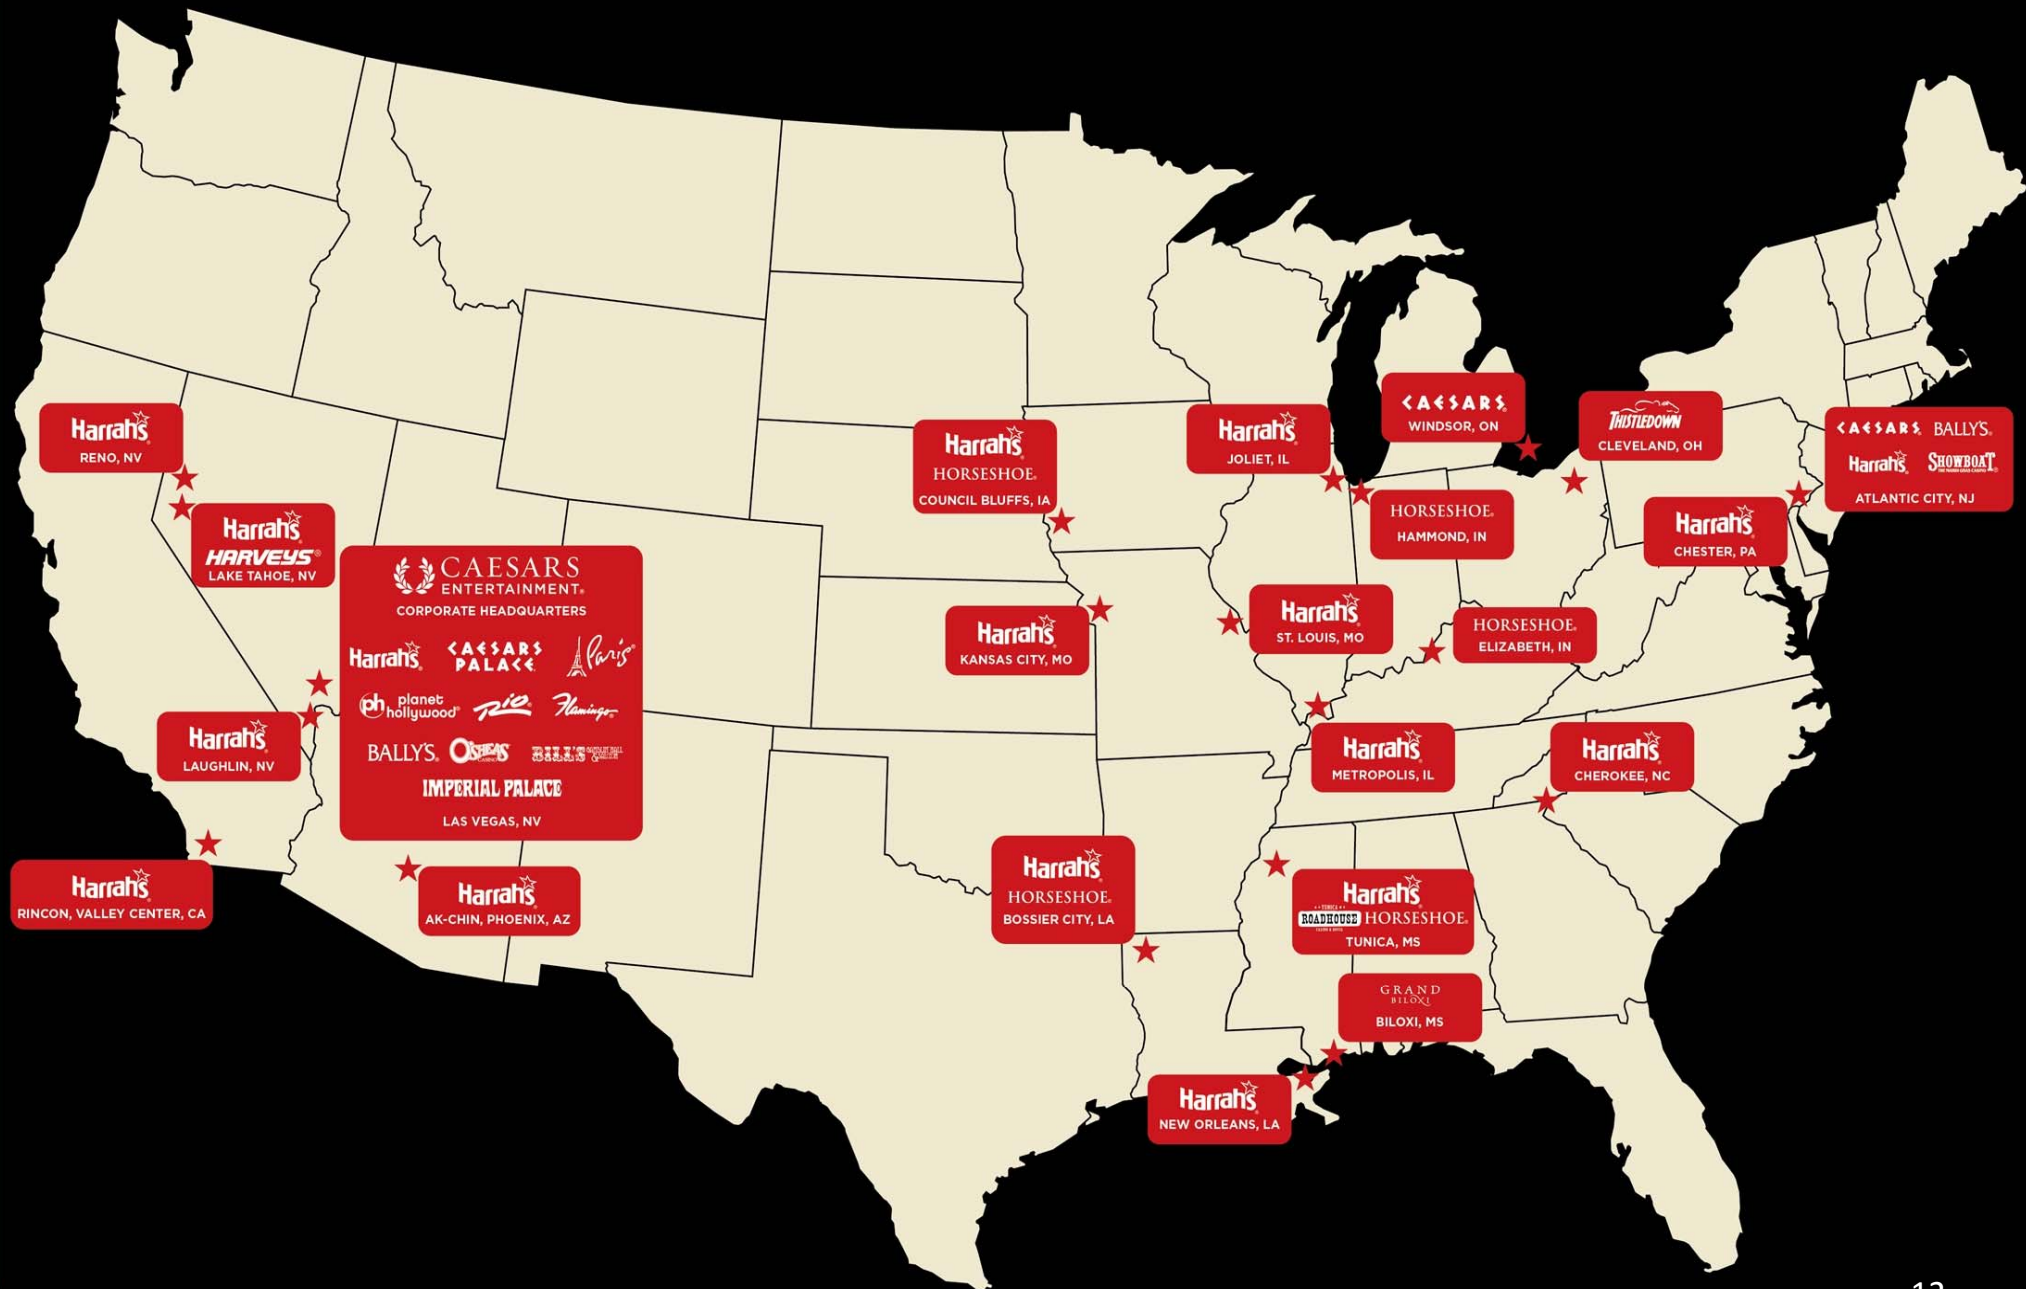 Harrah's
RENO, NV
Harrah's
HARVEYS®
LAKE TAHOE, NV
CAESARS
ENTERTAINMENT®
CORPORATE HEADQUARTERS
Harrah's CAESARS PALACE Paris
ph planet hollywood® RIO Flamingo
BALLY'S O'SHEAS BILL'S
IMPERIAL PALACE
LAS VEGAS, NV
Harrah's
LAUGHLIN, NV
Harrah's
RINCON, VALLEY CENTER, CA
Harrah's
AK-CHIN, PHOENIX, AZ
Harrah's
HORSESHOE®
COUNCIL BLUFFS, IA
Harrah's
KANSAS CITY, MO
Harrah's
HORSESHOE®
BOSSIER CITY, LA
Harrah's
JOLIET, IL
CAESARS
WINDSOR, ON
HORSESHOE®
HAMMOND, IN
THISTLEDOWN
CLEVELAND, OH
CAESARS BALLY'S
Harrah's SHOWBOAT
ATLANTIC CITY, NJ
Harrah's
CHESTER, PA
Harrah's
ST. LOUIS, MO
HORSESHOE®
ELIZABETH, IN
Harrah's
METROPOLIS, IL
Harrah's
CHEROKEE, NC
Harrah's
TUNICA
ROADHOUSE HORSESHOE®
TUNICA, MS
GRAND
BILOXI
BILOXI, MS
Harrah's
NEW ORLEANS, LA